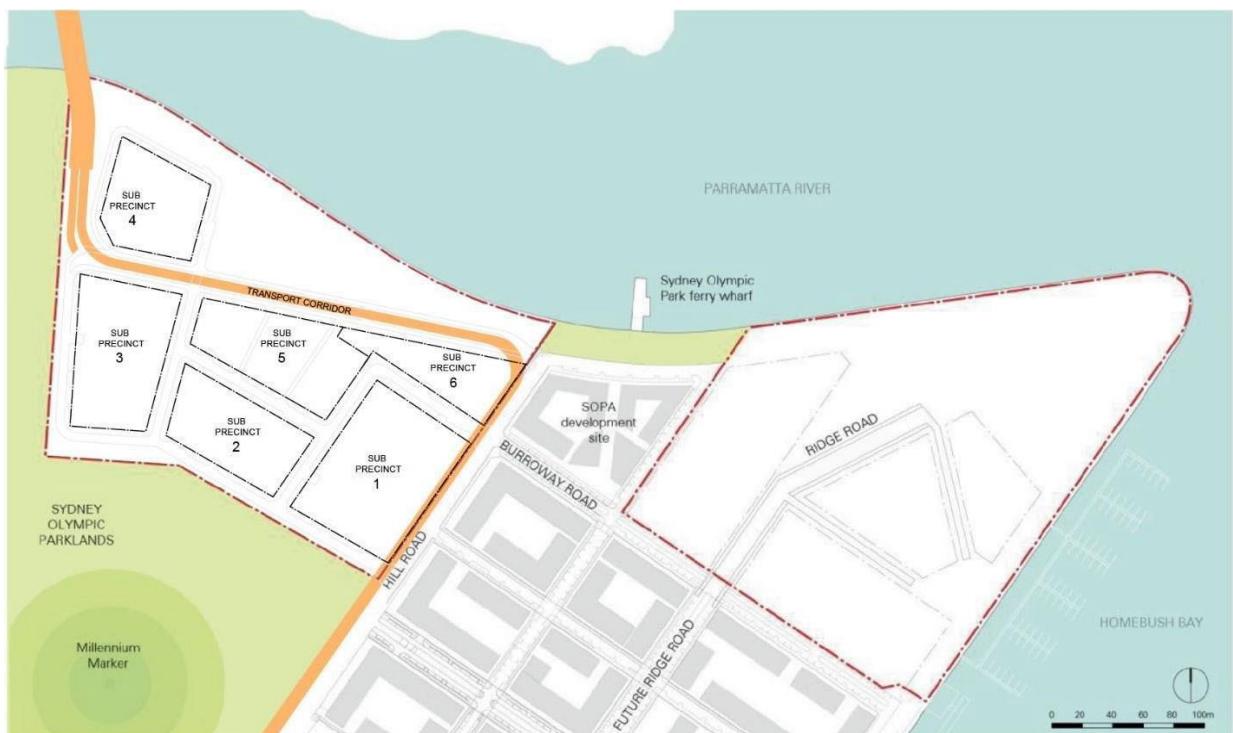 PARRAMATTA RIVER
SUB
PRECINCT
4
Sydney Olympic
Park ferry wharf
TRANSPORT CORRIDOR
SUB
PRECINCT
3
SUB
PRECINCT
5
SUB
PRECINCT
6
SUB
PRECINCT
2
SUB
PRECINCT
1
SOPA
development
site
RIDGE ROAD
BURROWAY ROAD
SYDNEY
OLYMPIC
PARKLANDS
HILL ROAD
HOMEBUSH BAY
Millennium
Marker
FUTURE RIDGE ROAD
0 20 40 60 80 100m